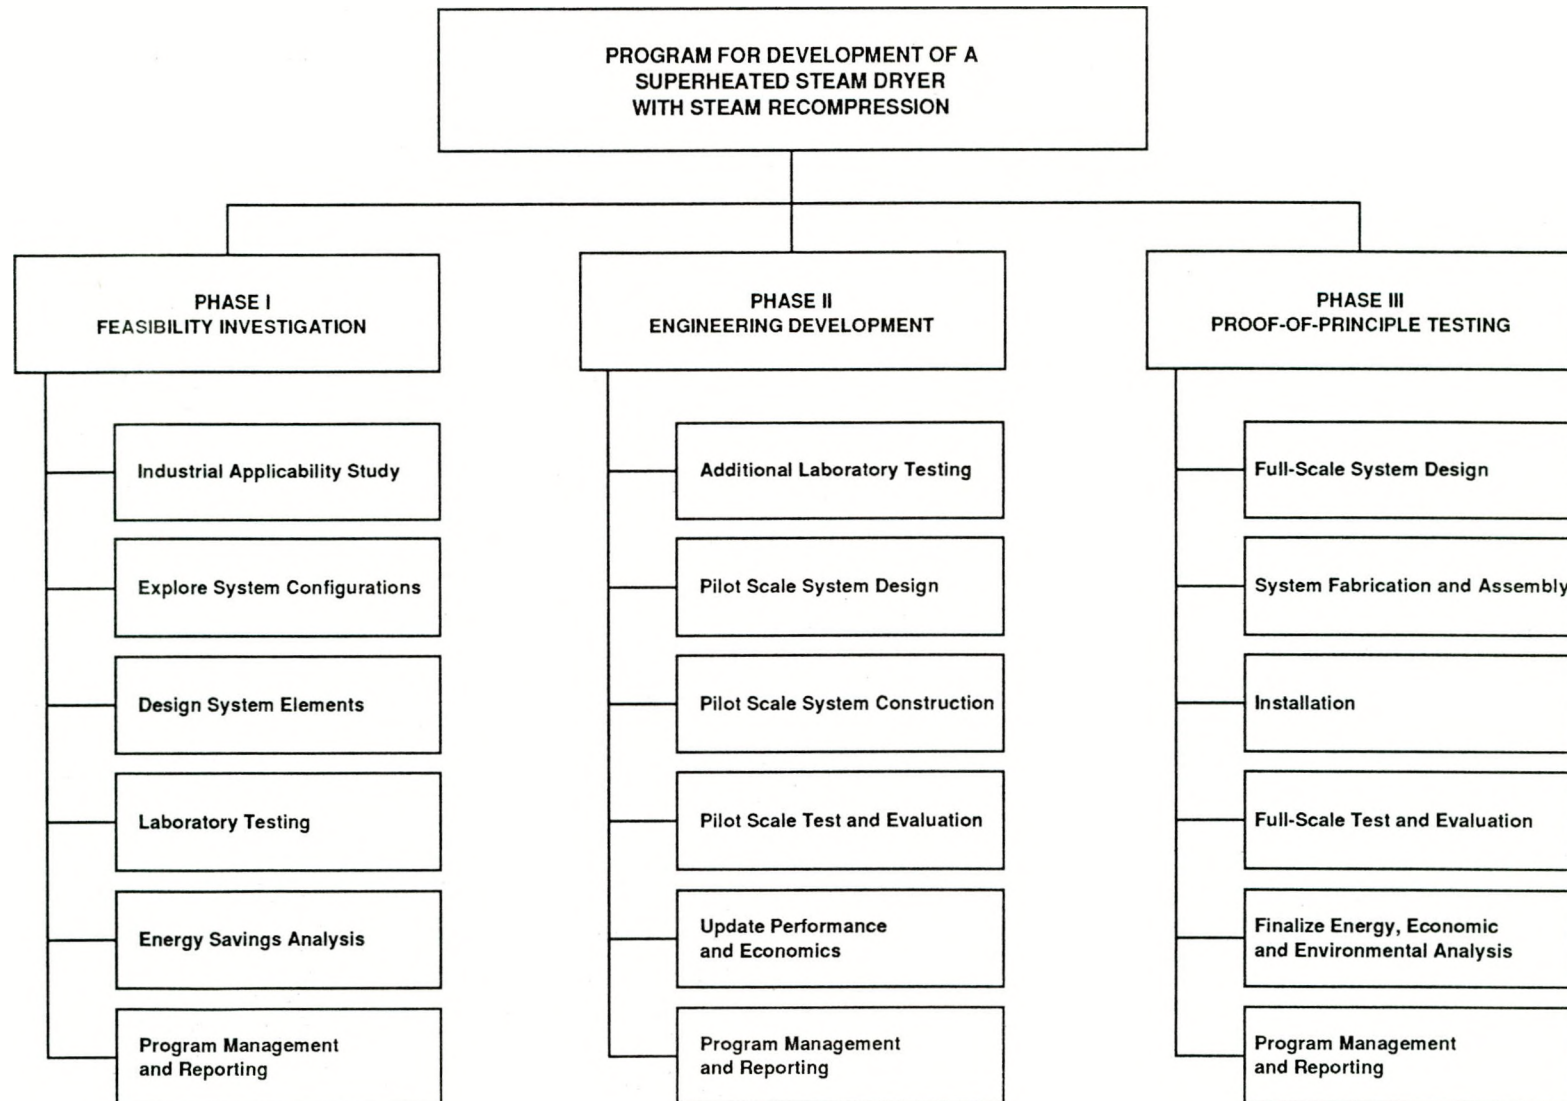 PROGRAM FOR DEVELOPMENT OF A
SUPERHEATED STEAM DRYER
WITH STEAM RECOMPRESSION
PHASE I
FEASIBILITY INVESTIGATION
Industrial Applicability Study
Explore System Configurations
Design System Elements
Laboratory Testing
Energy Savings Analysis
Program Management
and Reporting
PHASE II
ENGINEERING DEVELOPMENT
Additional Laboratory Testing
Pilot Scale System Design
Pilot Scale System Construction
Pilot Scale Test and Evaluation
Update Performance
and Economics
Program Management
and Reporting
PHASE III
PROOF-OF-PRINCIPLE TESTING
Full-Scale System Design
System Fabrication and Assembly
Installation
Full-Scale Test and Evaluation
Finalize Energy, Economic
and Environmental Analysis
Program Management
and Reporting